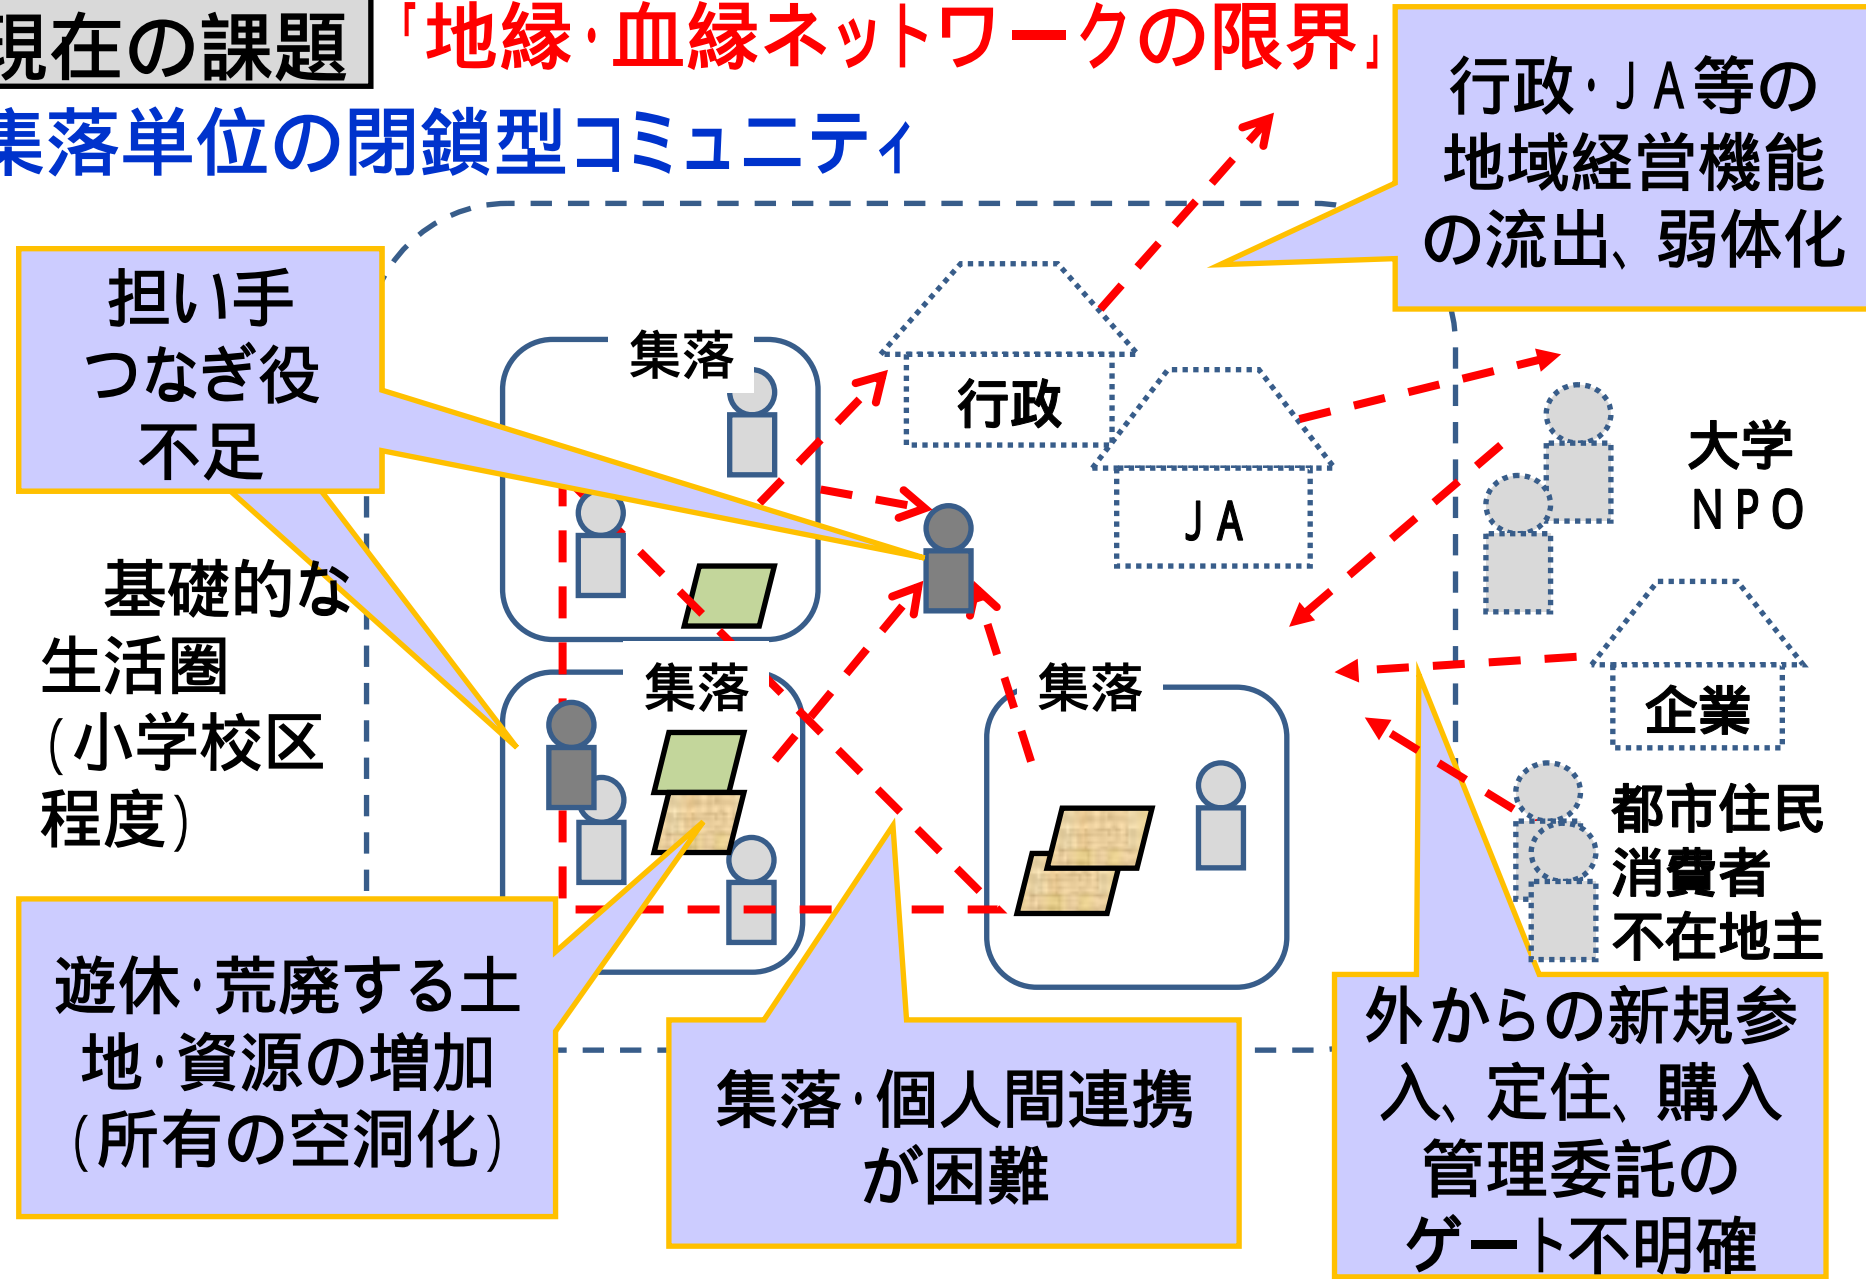 現在の課題
「地縁・血縁ネットワークの限界」
集落単位の閉鎖型コミュニティ
行政・ＪＡ等の
地域経営機能
の流出、弱体化
担い手
つなぎ役
不足
集落
行政
ＪＡ
大学
ＮＰＯ
基礎的な
生活圏
（小学校区
程度）
集落
集落
企業
都市住民
消費者
不在地主
遊休・荒廃する土
地・資源の増加
（所有の空洞化）
集落・個人間連携
が困難
外からの新規参
入、定住、購入
管理委託の
ゲート不明確